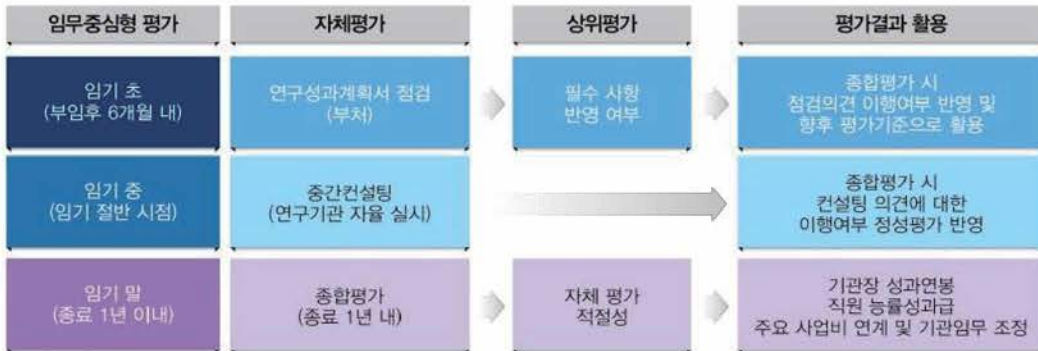 임무중심형 평가
자체평가
상위평가
평가결과 활용
임기 초
(부임후 6개월 내)
연구성과계획서 점검
(부처)
필수 사항
반영 여부
종합평가 시
점검의견 이행여부 반영 및
향후 평가기준으로 활용
임기 중
(임기 절반 시점)
중간컨설팅
(연구기관 자율 실시)
종합평가 시
컨설팅 의견에 대한
이행여부 정성평가 반영
임기 말
(종료 1년 이내)
종합평가
(종료 1년 내)
자체 평가
적절성
기관장 성과연봉
직원 능률성과급
주요 사업비 연계 및 기관임무 조정